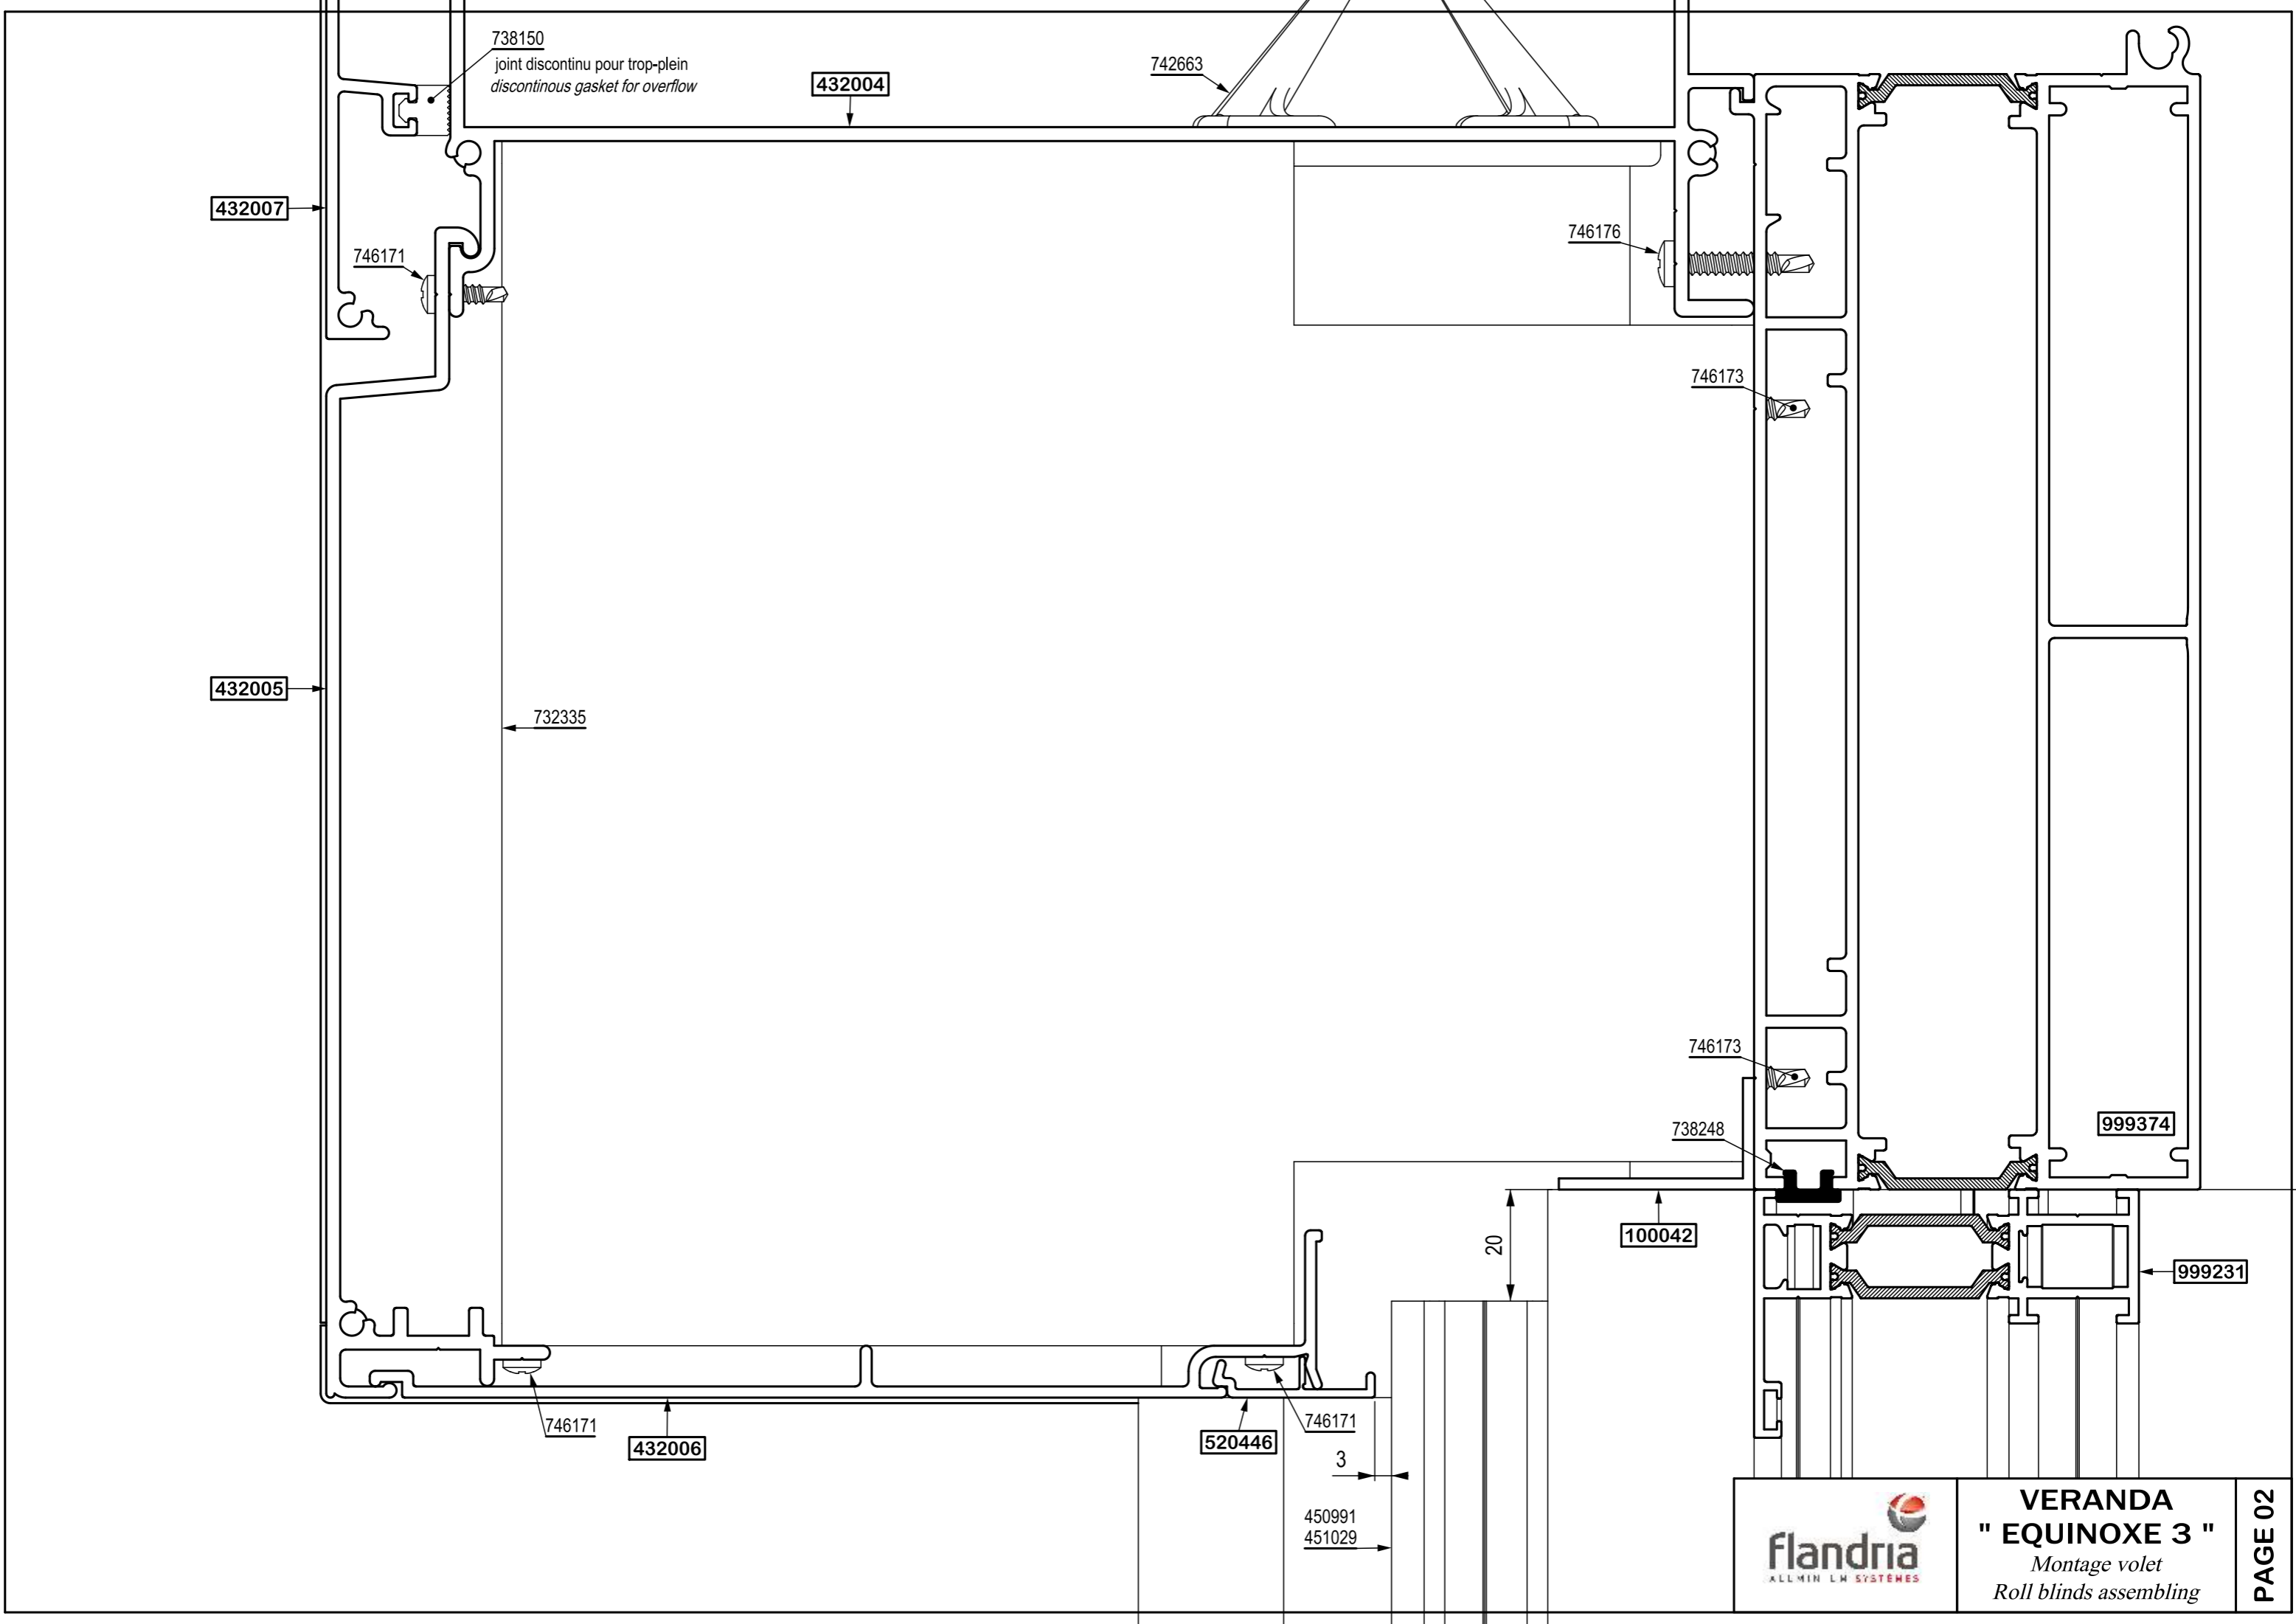 738150
joint discontinu pour trop-plein
discontinous gasket for overflow
432004
742663
432007
746171
746176
746173
432005
732335
746173
999374
738248
100042
20
999231
746171
432006
520446
746171
3
450991
451029
flandria
SYSTÈMES
VERANDA
" EQUINOXE 3 "
Montage volet
Roll blinds assembling
PAGE 02